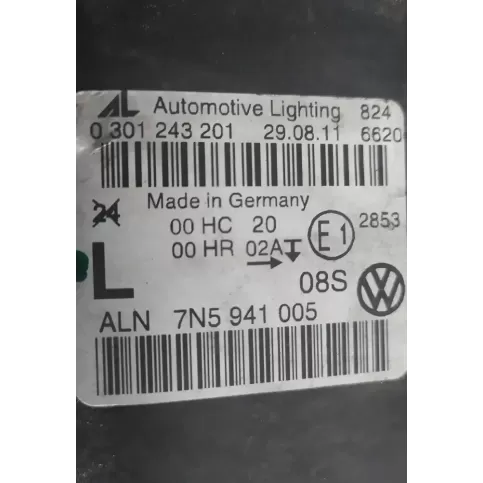 AL Automotive Lighting 824
0 301 243 201 29.08.11 6620
Made in Germany
24
00 HC 20
00 HR 02A
E1 2853
L 08S
ALN 7N5 941 005